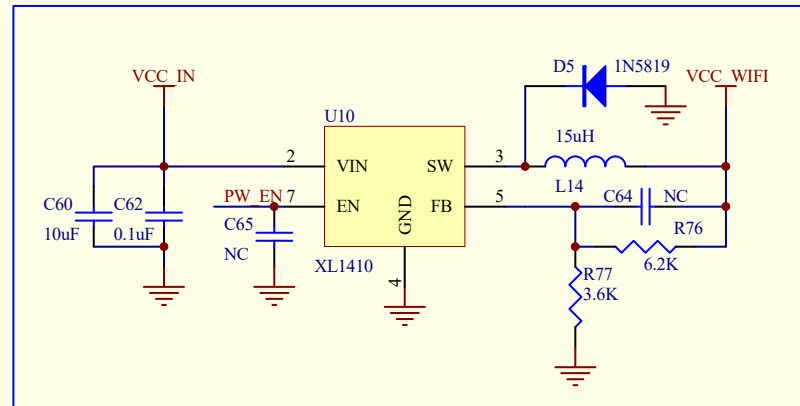 D5
1N5819
VCC_IN
VCC_WIFI
U10
15uH
2
VIN
SW
3
L14
PW_EN
7
EN
FB
5
C64
NC
C60
C62
C65
GND
R76
10uF
0.1uF
NC
6.2K
XL1410
4
R77
3.6K